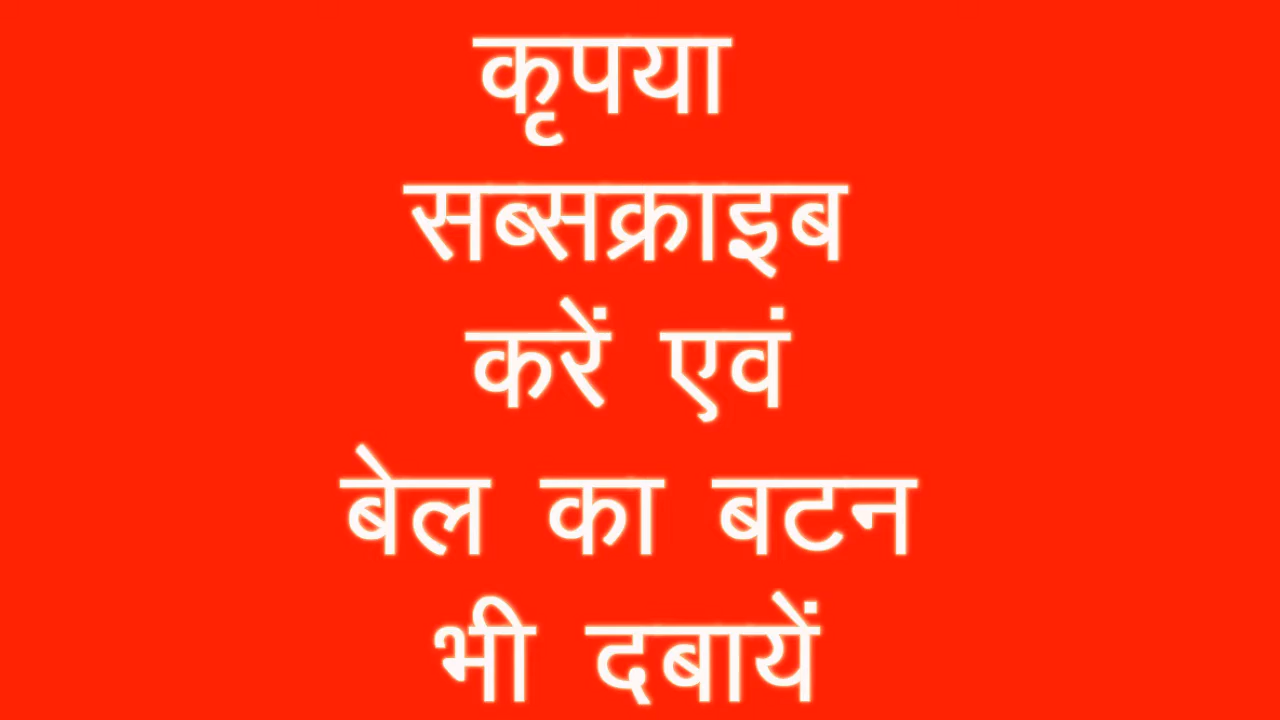 कृपया
सब्सक्राइब
करें एवं
बेल का बटन
भी दबायें